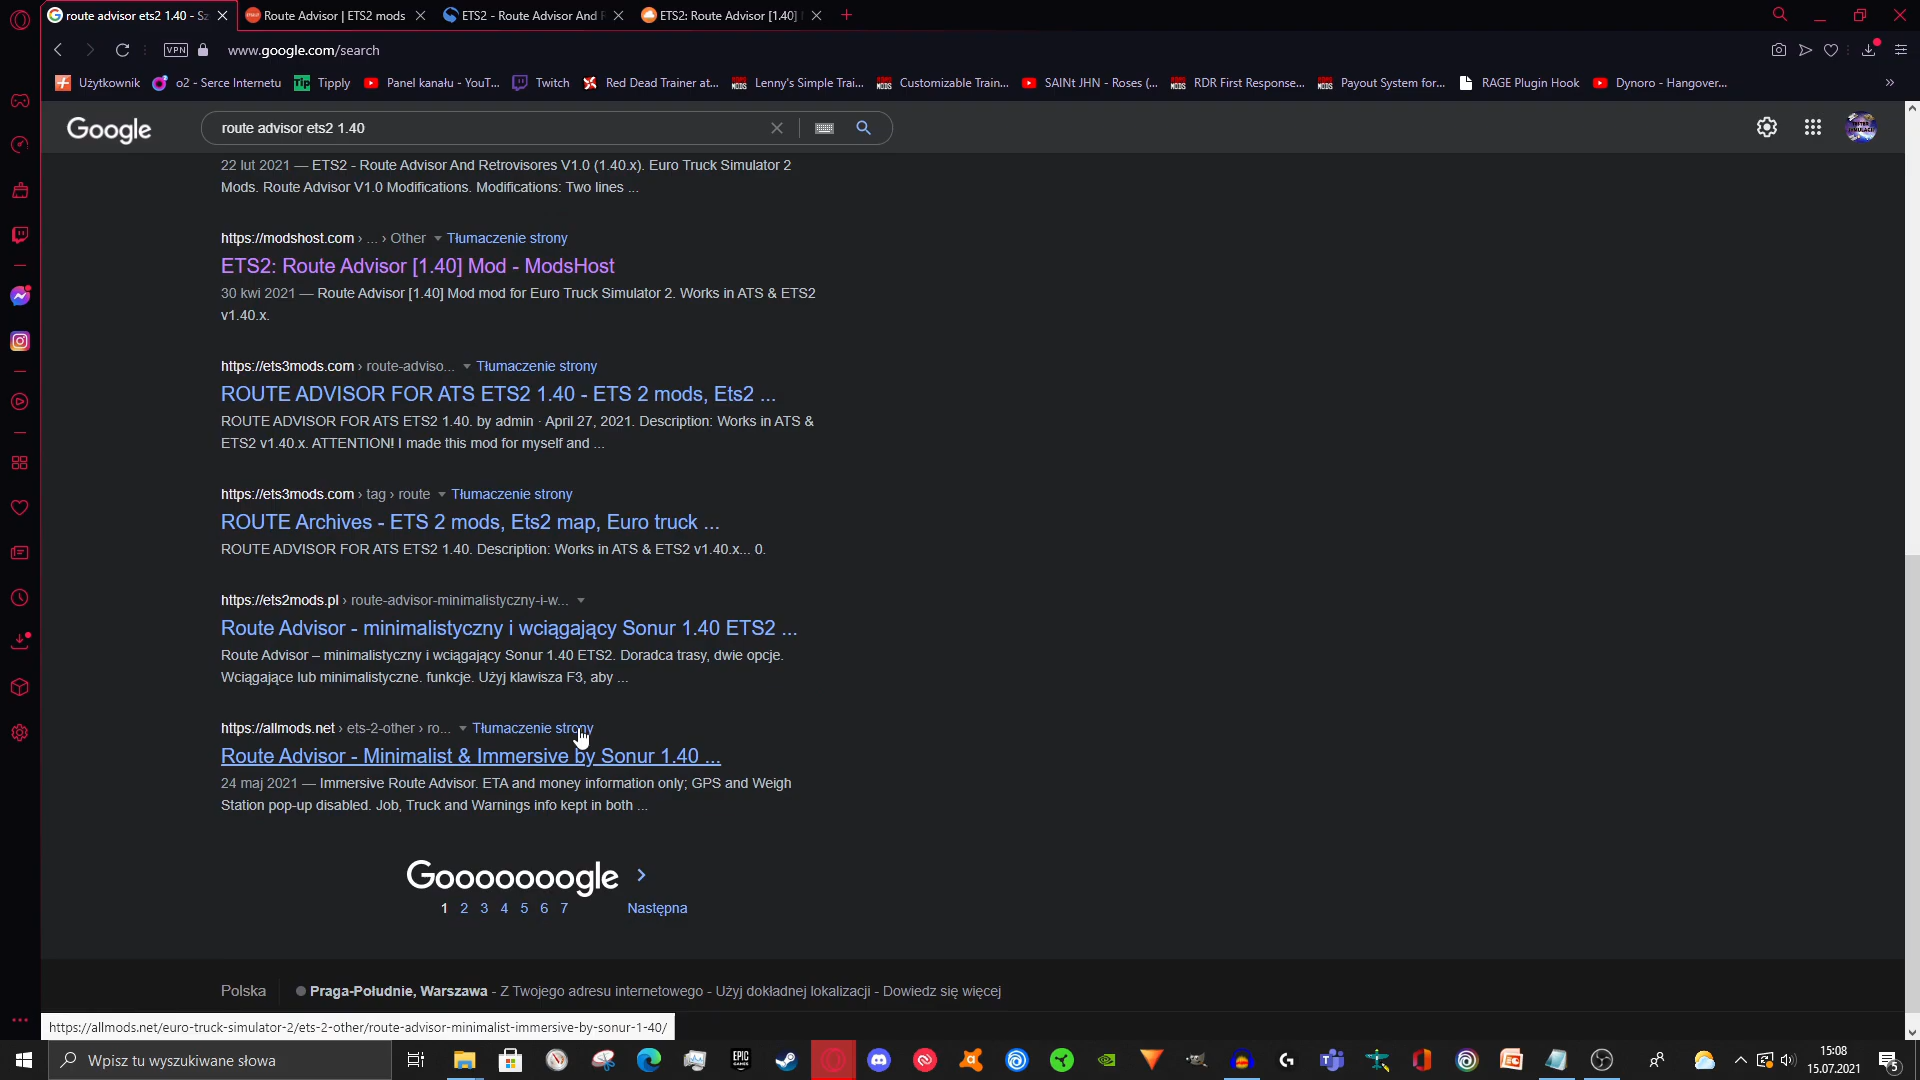 route advisor ets2 1.40 - Sz
Route Advisor | ETS2 mods
ETS2 - Route Advisor And R
ETS2: Route Advisor [1.40]
VPN
www.google.com/search
Użytkownik
o2 - Serce Internetu
Tip Tipply
Panel kanału - YouT...
Twitch
Red Dead Trainer at...
MODS Lenny's Simple Trai...
MODS Customizable Train...
SAINt JHN - Roses (...
MODS RDR First Response...
MODS Payout System for...
RAGE Plugin Hook
Dynoro - Hangover...
»
Google
route advisor ets2 1.40
22 lut 2021 — ETS2 - Route Advisor And Retrovisores V1.0 (1.40.x). Euro Truck Simulator 2
Mods. Route Advisor V1.0 Modifications. Modifications: Two lines ...
https://modshost.com › ... › Other Tłumaczenie strony
ETS2: Route Advisor [1.40] Mod - ModsHost
30 kwi 2021 — Route Advisor [1.40] Mod mod for Euro Truck Simulator 2. Works in ATS & ETS2
v1.40.x.
https://ets3mods.com › route-adviso... Tłumaczenie strony
ROUTE ADVISOR FOR ATS ETS2 1.40 - ETS 2 mods, Ets2 ...
ROUTE ADVISOR FOR ATS ETS2 1.40. by admin · April 27, 2021. Description: Works in ATS &
ETS2 v1.40.x. ATTENTION! I made this mod for myself and ...
https://ets3mods.com › tag › route Tłumaczenie strony
ROUTE Archives - ETS 2 mods, Ets2 map, Euro truck ...
ROUTE ADVISOR FOR ATS ETS2 1.40. Description: Works in ATS & ETS2 v1.40.x... 0.
https://ets2mods.pl › route-advisor-minimalistyczny-i-w...
Route Advisor - minimalistyczny i wciągający Sonur 1.40 ETS2 ...
Route Advisor – minimalistyczny i wciągający Sonur 1.40 ETS2. Doradca trasy, dwie opcje.
Wciągające lub minimalistyczne. funkcje. Użyj klawisza F3, aby ...
https://allmods.net › ets-2-other › ro... Tłumaczenie strony
Route Advisor - Minimalist & Immersive by Sonur 1.40 ...
24 maj 2021 — Immersive Route Advisor. ETA and money information only; GPS and Weigh
Station pop-up disabled. Job, Truck and Warnings info kept in both ...
Gooooooogle >
1 2 3 4 5 6 7 Następna
Polska
Praga-Południe, Warszawa - Z Twojego adresu internetowego - Użyj dokładnej lokalizacji - Dowiedz się więcej
https://allmods.net/euro-truck-simulator-2/ets-2-other/route-advisor-minimalist-immersive-by-sonur-1-40/
Wpisz tu wyszukiwane słowa
EPIC GAMES
15:08
15.07.2021
5